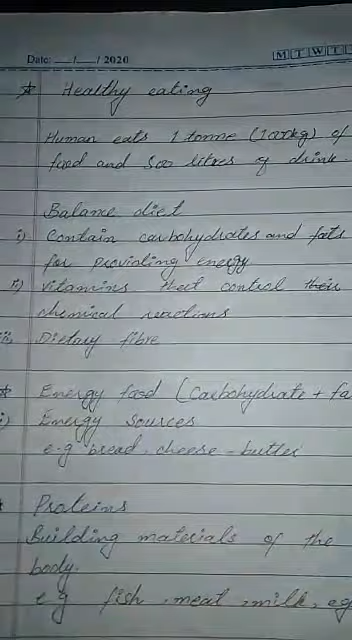 Date: __/__/ 2020
M T W T
* Healthy eating
Human eats 1 tonne (1000kg) of
food and 500 litres of drink.
Balance diet
i) Contain carbohydrates and fats
for providing energy
ii) vitamins that control their
chemical reactions
Dietary fibre
* Energy food (Carbohydrate + fa
i) Energy Sources
e.g bread, cheese - butter
Proteins
Building materials of the
body.
e.g fish, meat, milk, eg